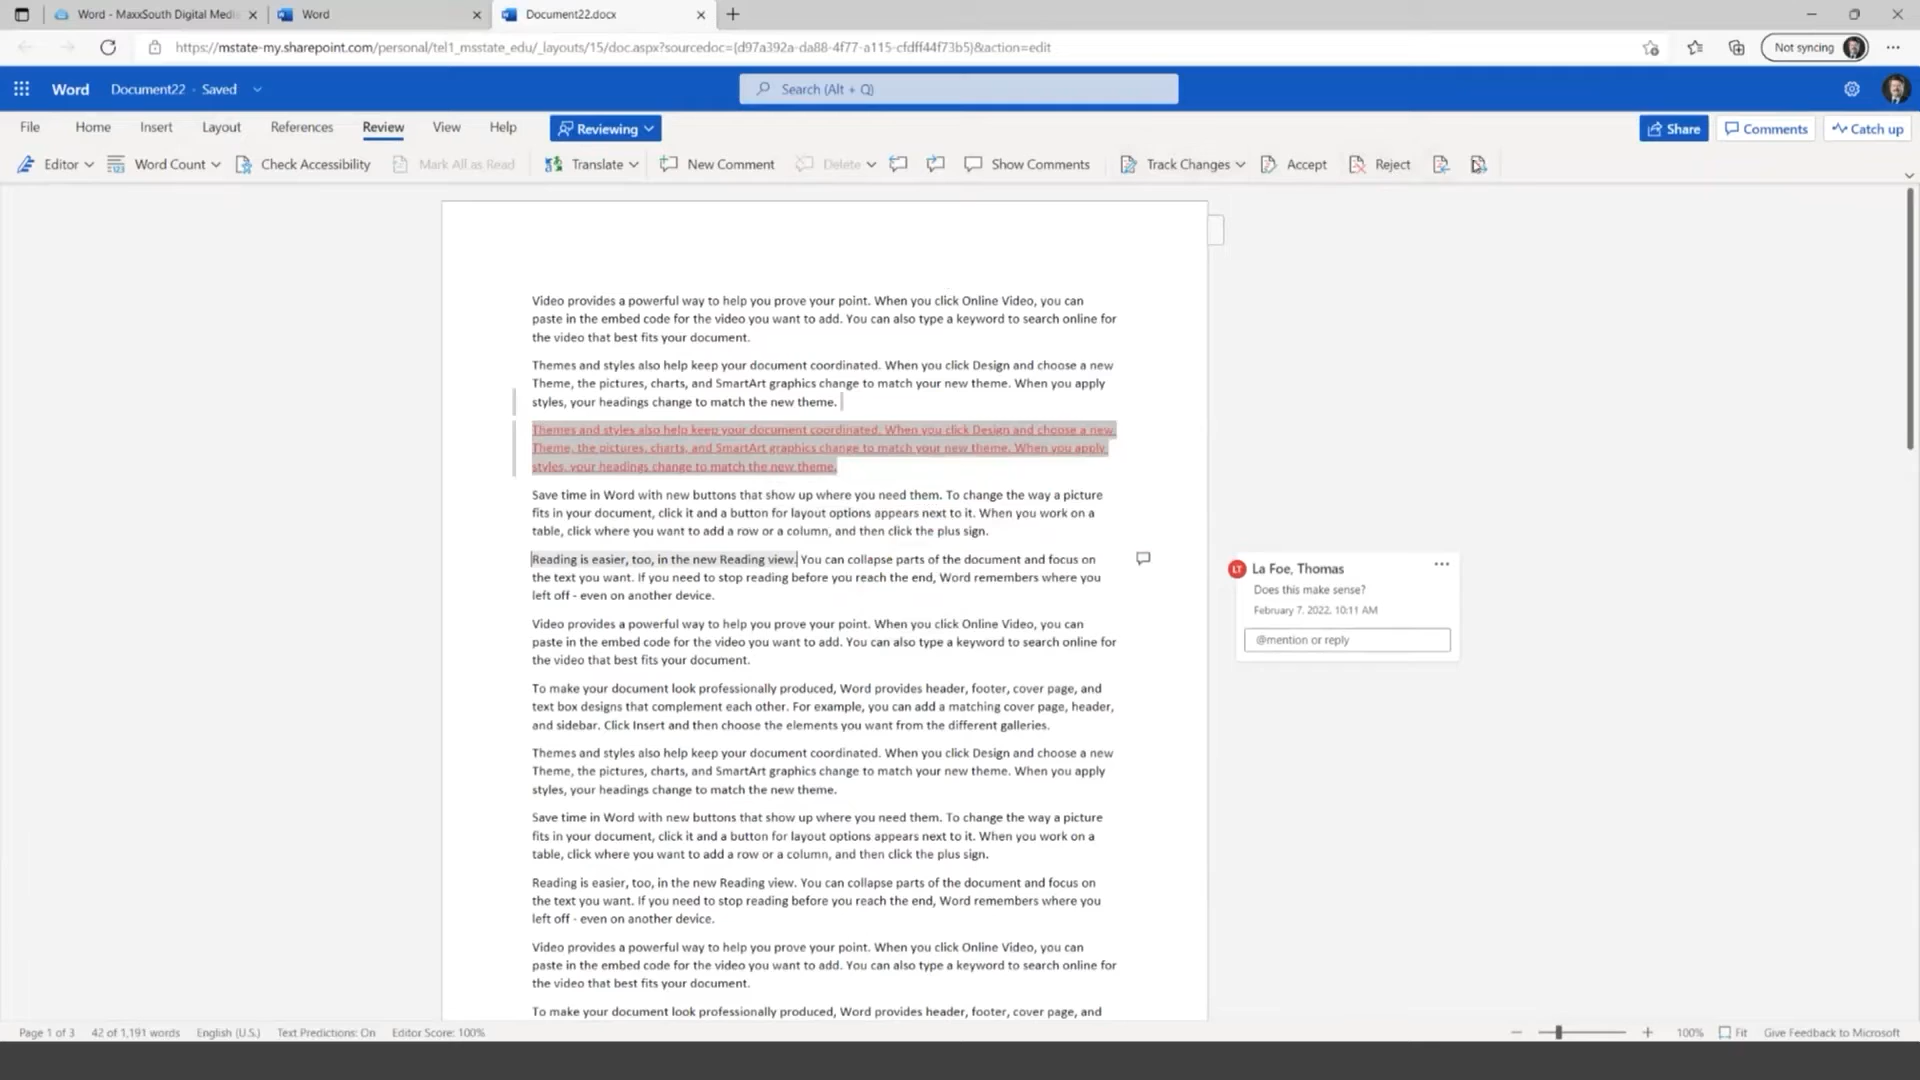 Word - MaxxSouth Digital Medi
Word
Document22.docx
https://mstate-my.sharepoint.com/personal/tel1_msstate_edu/_layouts/15/doc.aspx?sourcedoc={d97a392a-da88-4f77-a115-cfdff44f73b5}&action=edit
Not syncing
Word
Document22 - Saved
Search (Alt + Q)
File
Home
Insert
Layout
References
Review
View
Help
Reviewing
Share
Comments
Catch up
Editor
Word Count
Check Accessibility
Mark All as Read
Translate
New Comment
Delete
Show Comments
Track Changes
Accept
Reject
Video provides a powerful way to help you prove your point. When you click Online Video, you can
paste in the embed code for the video you want to add. You can also type a keyword to search online for
the video that best fits your document.
Themes and styles also help keep your document coordinated. When you click Design and choose a new
Theme, the pictures, charts, and SmartArt graphics change to match your new theme. When you apply
styles, your headings change to match the new theme.
Themes and styles also help keep your document coordinated. When you click Design and choose a new
Theme, the pictures, charts, and SmartArt graphics change to match your new theme. When you apply
styles, your headings change to match the new theme.
Save time in Word with new buttons that show up where you need them. To change the way a picture
fits in your document, click it and a button for layout options appears next to it. When you work on a
table, click where you want to add a row or a column, and then click the plus sign.
Reading is easier, too, in the new Reading view. You can collapse parts of the document and focus on
the text you want. If you need to stop reading before you reach the end, Word remembers where you
left off - even on another device.
LT La Foe, Thomas
Does this make sense?
February 7, 2022, 10:11 AM
@mention or reply
Video provides a powerful way to help you prove your point. When you click Online Video, you can
paste in the embed code for the video you want to add. You can also type a keyword to search online for
the video that best fits your document.
To make your document look professionally produced, Word provides header, footer, cover page, and
text box designs that complement each other. For example, you can add a matching cover page, header,
and sidebar. Click Insert and then choose the elements you want from the different galleries.
Themes and styles also help keep your document coordinated. When you click Design and choose a new
Theme, the pictures, charts, and SmartArt graphics change to match your new theme. When you apply
styles, your headings change to match the new theme.
Save time in Word with new buttons that show up where you need them. To change the way a picture
fits in your document, click it and a button for layout options appears next to it. When you work on a
table, click where you want to add a row or a column, and then click the plus sign.
Reading is easier, too, in the new Reading view. You can collapse parts of the document and focus on
the text you want. If you need to stop reading before you reach the end, Word remembers where you
left off - even on another device.
Video provides a powerful way to help you prove your point. When you click Online Video, you can
paste in the embed code for the video you want to add. You can also type a keyword to search online for
the video that best fits your document.
To make your document look professionally produced, Word provides header, footer, cover page, and
Page 1 of 3
42 of 1,191 words
English (U.S.)
Text Predictions: On
Editor Score: 100%
100%
Fit
Give Feedback to Microsoft